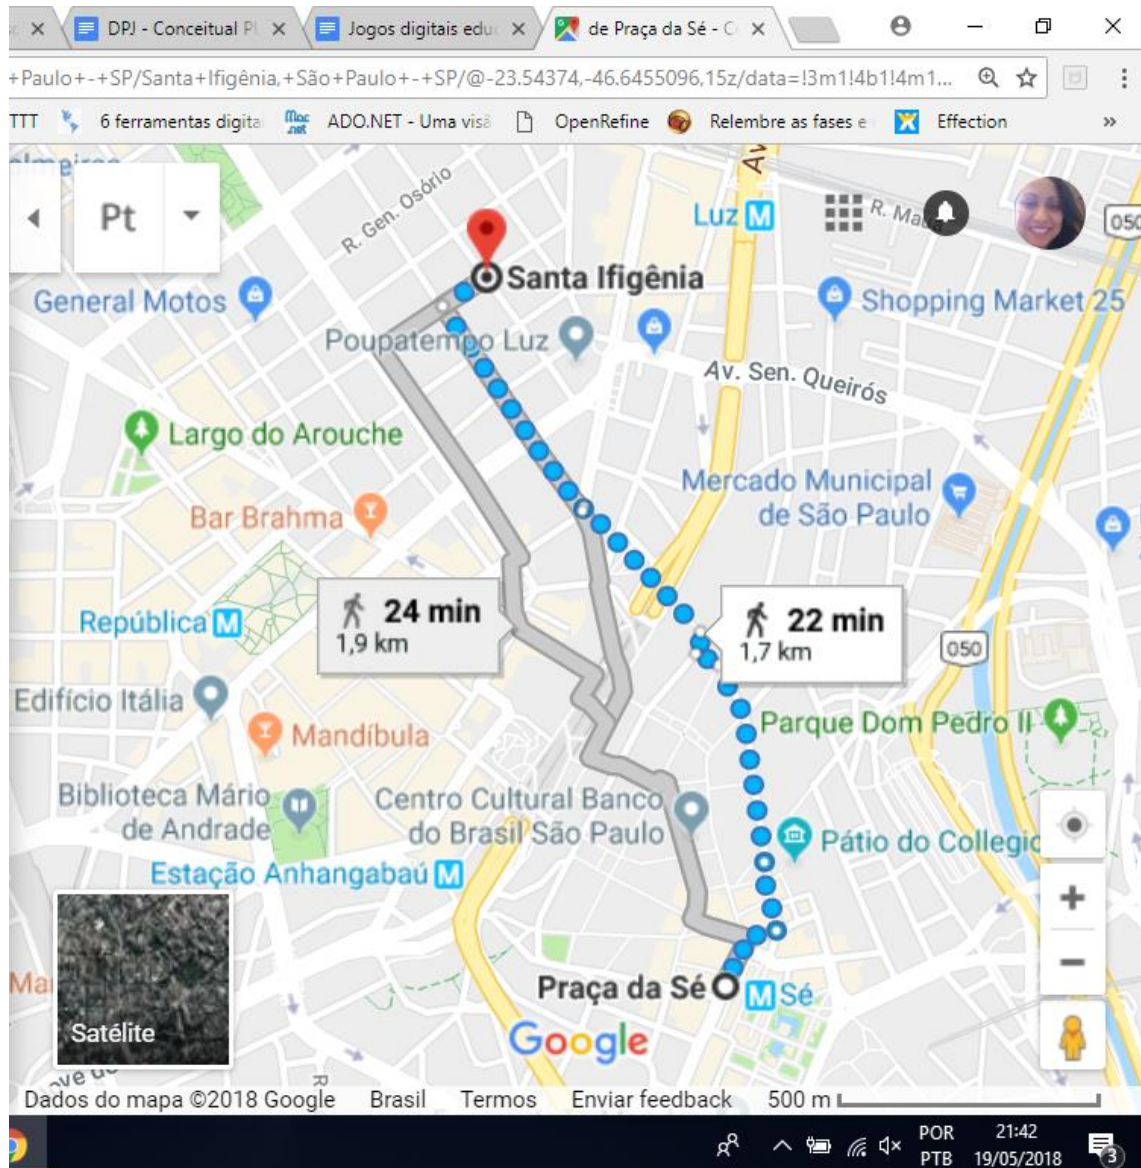 DPJ - Conceitual Pl
Jogos digitais educ
de Praça da Sé - Co
+Paulo+-+SP/Santa+Ifigênia,+São+Paulo+-+SP/@-23.54374,-46.6455096,15z/data=!3m1!4b1!4m1...
TTT
6 ferramentas digita
ADO.NET - Uma visã
OpenRefine
Relembre as fases e
Effection
»
Pt
R. Gen. Osório
Luz M
R. Mauá
050
Av
Santa Ifigênia
General Motos
Shopping Market 25
Poupatempo Luz
Av. Sen. Queirós
Largo do Arouche
Mercado Municipal
de São Paulo
Bar Brahma
24 min
1,9 km
22 min
1,7 km
República M
050
Edifício Itália
Mandíbula
Parque Dom Pedro II
Biblioteca Mário
de Andrade
Centro Cultural Banco
do Brasil São Paulo
Pátio do Collegio
Estação Anhangabaú M
Praça da Sé
M Sé
Satélite
Google
Dados do mapa ©2018 Google Brasil Termos Enviar feedback 500 m
POR
PTB
21:42
19/05/2018
3